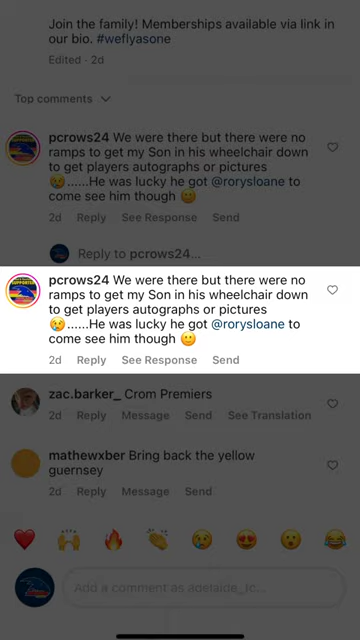 Join the family! Memberships available via link in
our bio. #weflyasone
Edited · 2d
Top comments
pcrows24 We were there but there were no
ramps to get my Son in his wheelchair down
to get players autographs or pictures
😢......He was lucky he got @rorysloane to
come see him though 🙂
2d Reply See Response Send
Reply to pcrows24...
pcrows24 We were there but there were no
ramps to get my Son in his wheelchair down
to get players autographs or pictures
😢......He was lucky he got @rorysloane to
come see him though 🙂
2d Reply See Response Send
zac.barker_ Crom Premiers
2d Reply Message Send See Translation
mathewxber Bring back the yellow
guernsey
2d Reply Message Send
Add a comment as adelaide_fc...